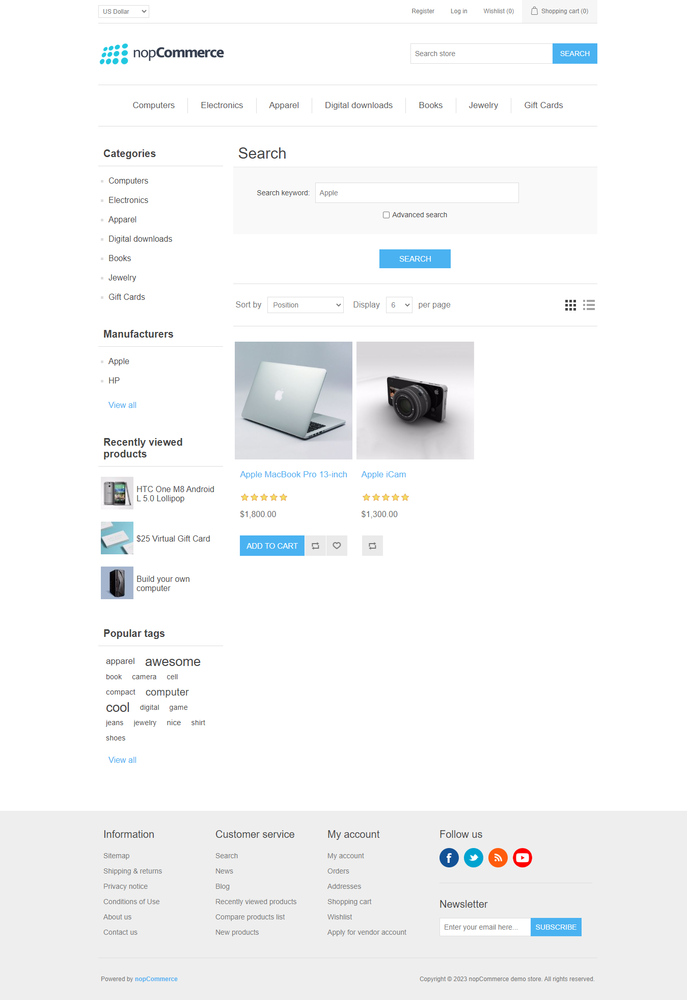 US Dollar
Register
Log in
Wishlist (0)
Shopping cart (0)
nopCommerce
Search store
SEARCH
Computers
Electronics
Apparel
Digital downloads
Books
Jewelry
Gift Cards
Categories
Computers
Electronics
Apparel
Digital downloads
Books
Jewelry
Gift Cards
Manufacturers
Apple
HP
View all
Recently viewed
products
HTC One M8 Android
L 5.0 Lollipop
$25 Virtual Gift Card
Build your own
computer
Popular tags
apparel awesome
book camera cell
compact computer
cool digital game
jeans jewelry nice shirt
shoes
View all
Search
Search keyword: Apple
Advanced search
SEARCH
Sort by Position Display 6 per page
Apple MacBook Pro 13-inch
$1,800.00
ADD TO CART
Apple iCam
$1,300.00
Information
Sitemap
Shipping & returns
Privacy notice
Conditions of Use
About us
Contact us
Customer service
Search
News
Blog
Recently viewed products
Compare products list
New products
My account
My account
Orders
Addresses
Shopping cart
Wishlist
Apply for vendor account
Follow us
Newsletter
Enter your email here...
SUBSCRIBE
Powered by nopCommerce
Copyright © 2023 nopCommerce demo store. All rights reserved.